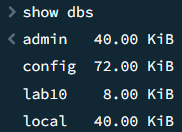 > show dbs
< admin 40.00 KiB
config 72.00 KiB
lab10 8.00 KiB
local 40.00 KiB